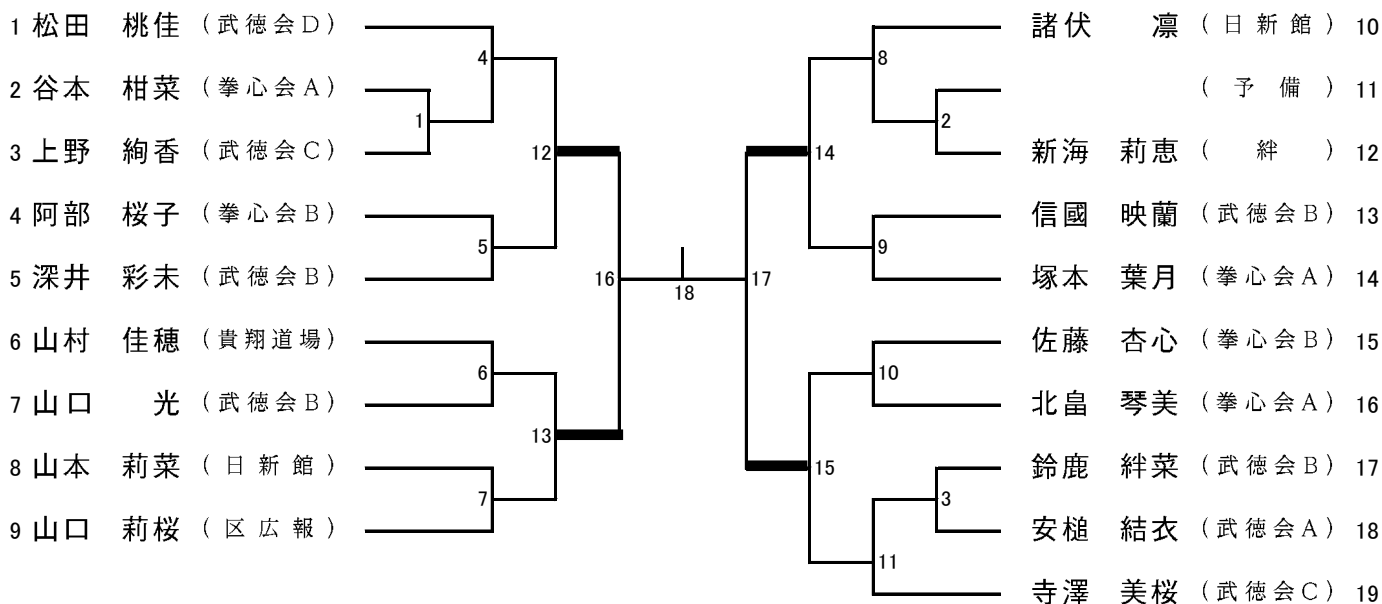 1 松田 桃佳 (武徳会D)
2 谷本 柑菜 (拳心会A)
3 上野 絢香 (武徳会C)
4 阿部 桜子 (拳心会B)
5 深井 彩未 (武徳会B)
6 山村 佳穂 (貴翔道場)
7 山口 光 (武徳会B)
8 山本 莉菜 (日新館)
9 山口 莉桜 (区広報)
4
1
12
5
16
6
13
7
18
8
2
14
9
17
10
15
3
11
諸伏 凛 (日新館) 10
(予備) 11
新海 莉恵 (絆) 12
信國 映蘭 (武徳会B) 13
塚本 葉月 (拳心会A) 14
佐藤 杏心 (拳心会B) 15
北畠 琴美 (拳心会A) 16
鈴鹿 絆菜 (武徳会B) 17
安槌 結衣 (武徳会A) 18
寺澤 美桜 (武徳会C) 19